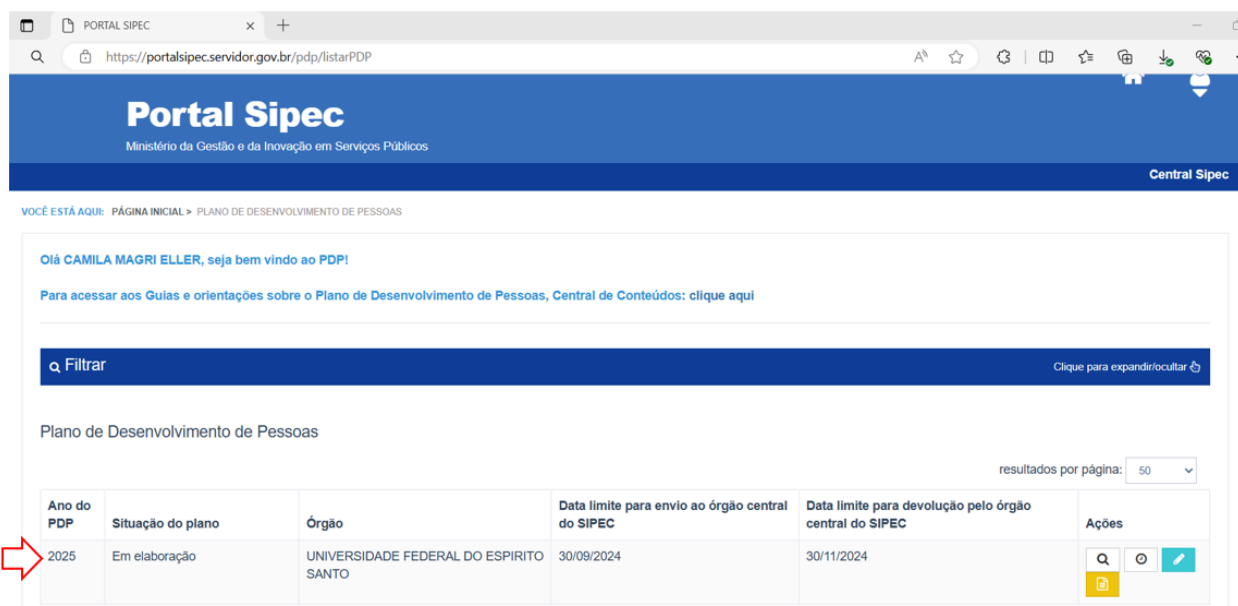 PORTAL SIPEC
https://portalsipec.servidor.gov.br/pdp/listarPDP
Portal Sipec
Ministério da Gestão e da Inovação em Serviços Públicos
Central Sipec
VOCÊ ESTÁ AQUI: PÁGINA INICIAL > PLANO DE DESENVOLVIMENTO DE PESSOAS
Olá CAMILA MAGRI ELLER, seja bem vindo ao PDP!
Para acessar aos Guias e orientações sobre o Plano de Desenvolvimento de Pessoas, Central de Conteúdos: clique aqui
Filtrar
Clique para expandir/ocultar
Plano de Desenvolvimento de Pessoas
resultados por página: 50
Ano do PDP
Situação do plano
Órgão
Data limite para envio ao órgão central do SIPEC
Data limite para devolução pelo órgão central do SIPEC
Ações
2025
Em elaboração
UNIVERSIDADE FEDERAL DO ESPIRITO SANTO
30/09/2024
30/11/2024